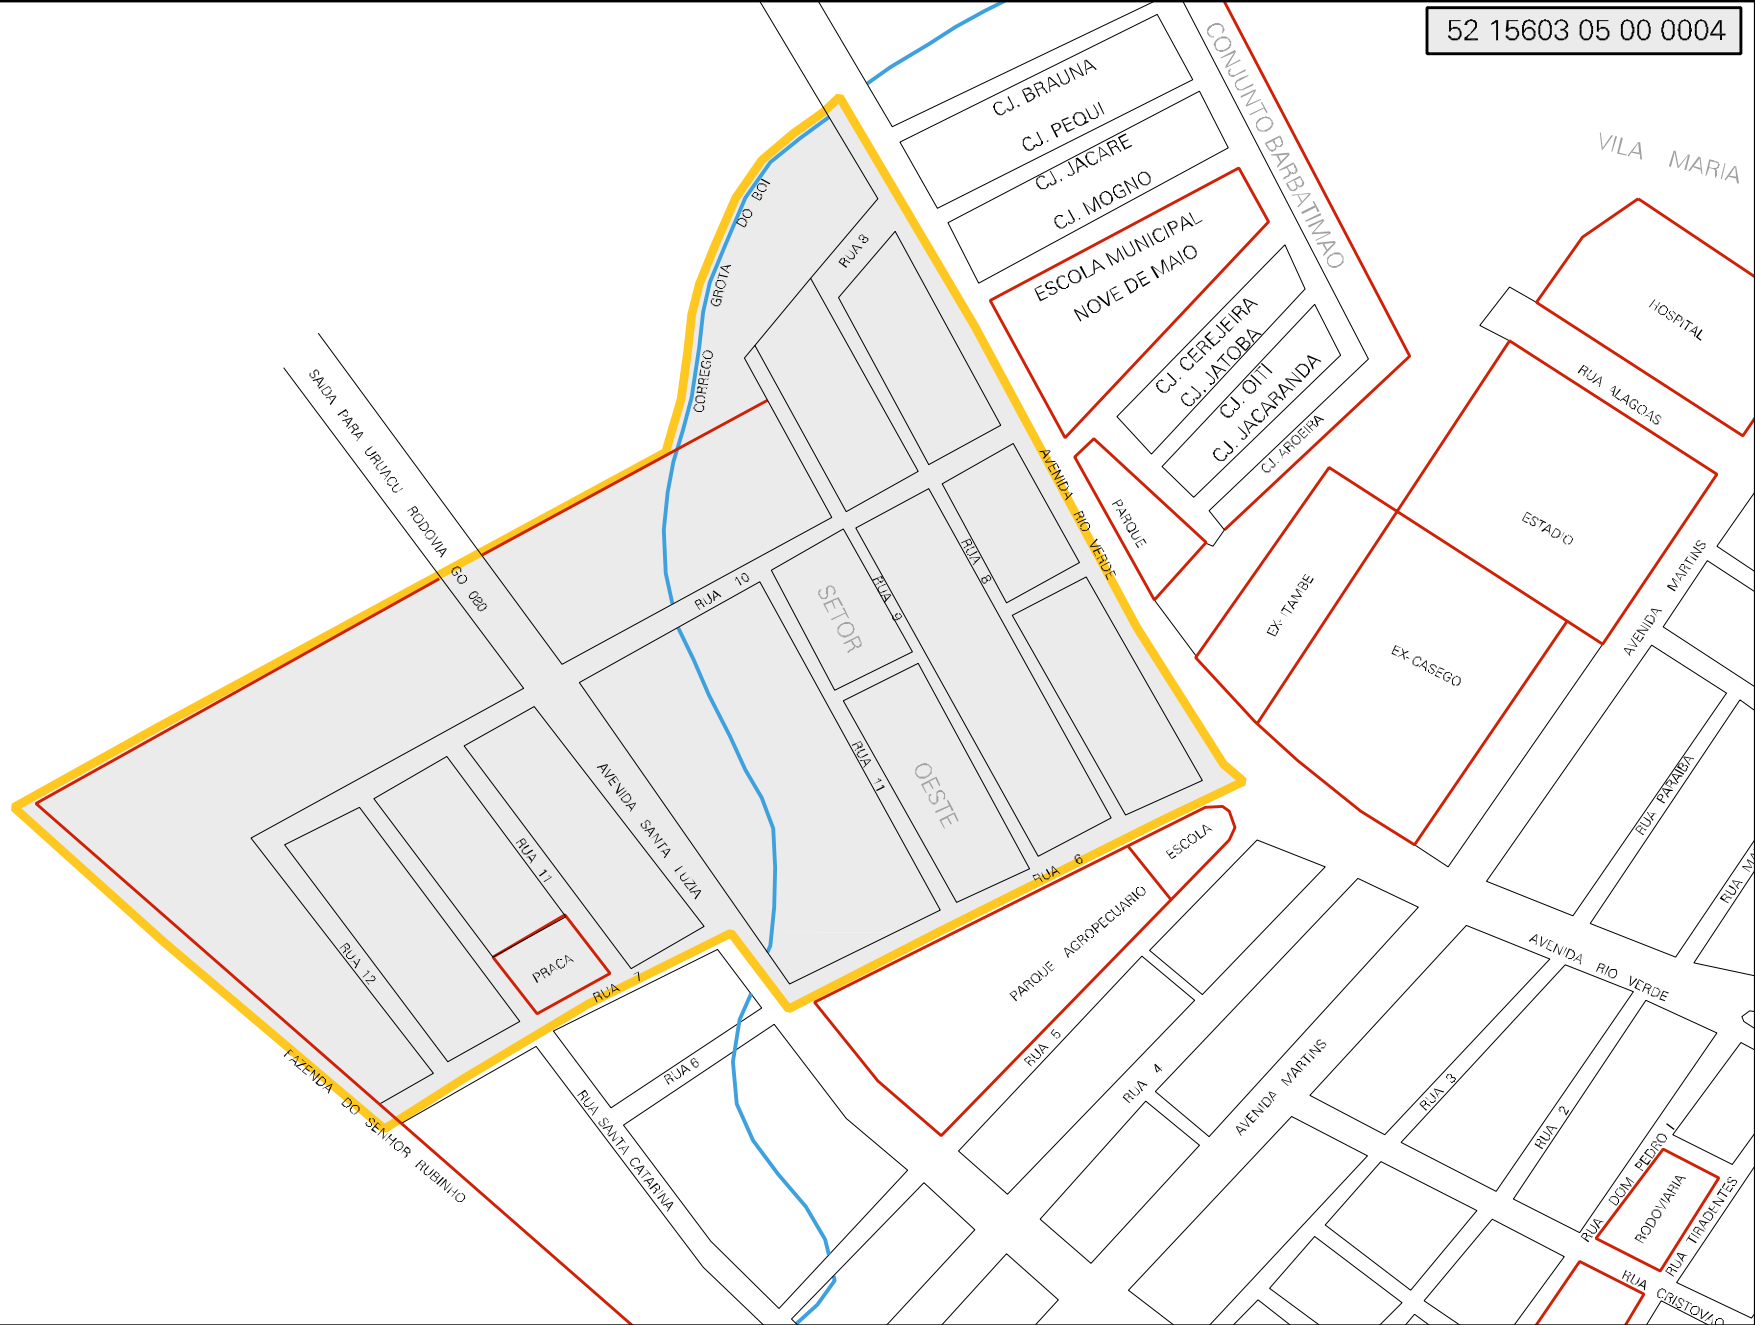 52 15603 05 00 0004
CONJUNTO BARBATIMAO
VILA MARIA
CJ. BRAUNA
CJ. PEQUI
CJ. JACARE
CJ. MOGNO
ESCOLA MUNICIPAL
NOVE DE MAIO
CJ. CEREJEIRA
CJ. JATOBA
CJ. OITI
CJ. JACARANDA
CJ. AROEIRA
HOSPITAL
RUA ALAGOAS
ESTADIO
PARQUE
EX-ITAMBE
EX-CASEGO
AVENIDA MARTINS
RUA PARAIBA
CORREGO GROTA DO BOI
RUA 8
SAIDA PARA URUACU RODOVIA GO 080
AVENIDA RIO VERDE
RUA 10
RUA 9
RUA 8
SETOR
OESTE
RUA 11
AVENIDA SANTA LUZIA
RUA 11
RUA 12
PRACA
RUA 7
RUA 6
ESCOLA
PARQUE AGROPECUARIO
FAZENDA DO SENHOR RUBINHO
RUA 6
RUA SANTA CATARINA
RUA 5
RUA 4
AVENIDA MARTINS
RUA 3
RUA 2
AVENIDA RIO VERDE
RUA DOM PEDRO I
RODOVIARIA
RUA TIRADENTES
RUA CRISTOVAO
RUA